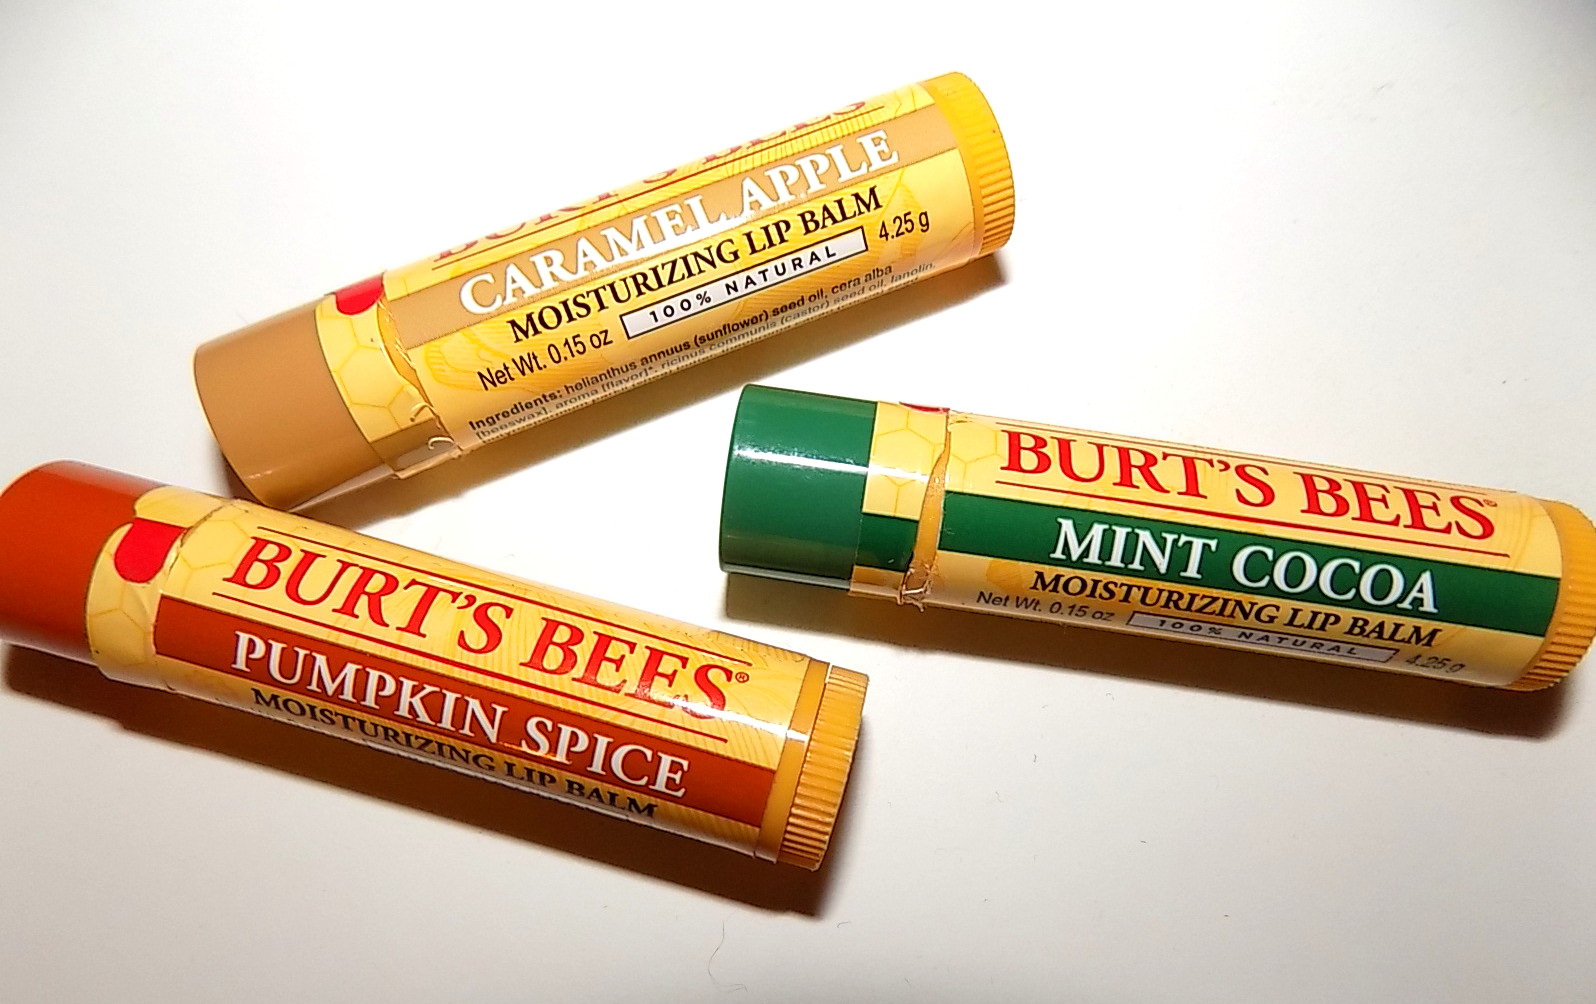 BURT'S BEES
CARAMEL APPLE
MOISTURIZING LIP BALM
Net Wt. 0.15 oz 100% NATURAL 4.25 g
Ingredients: helianthus annuus (sunflower) seed oil, cera alba
[beeswax], aroma [flavor]*, ricinus communis (castor) seed oil, lanolin,
BURT'S BEES®
MINT COCOA
MOISTURIZING LIP BALM
Net Wt. 0.15 oz 100% NATURAL 4.25 g
BURT'S BEES®
PUMPKIN SPICE
MOISTURIZING LIP BALM